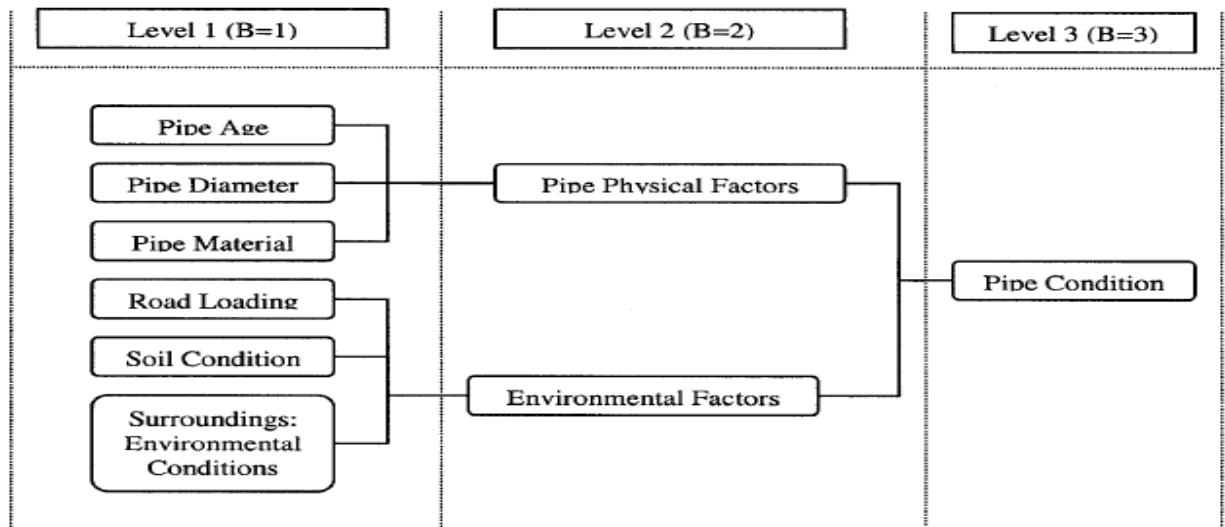 Level 1 (B=1)
Level 2 (B=2)
Level 3 (B=3)
Pipe Age
Pipe Diameter
Pipe Material
Road Loading
Soil Condition
Surroundings:
Environmental
Conditions
Pipe Physical Factors
Environmental Factors
Pipe Condition